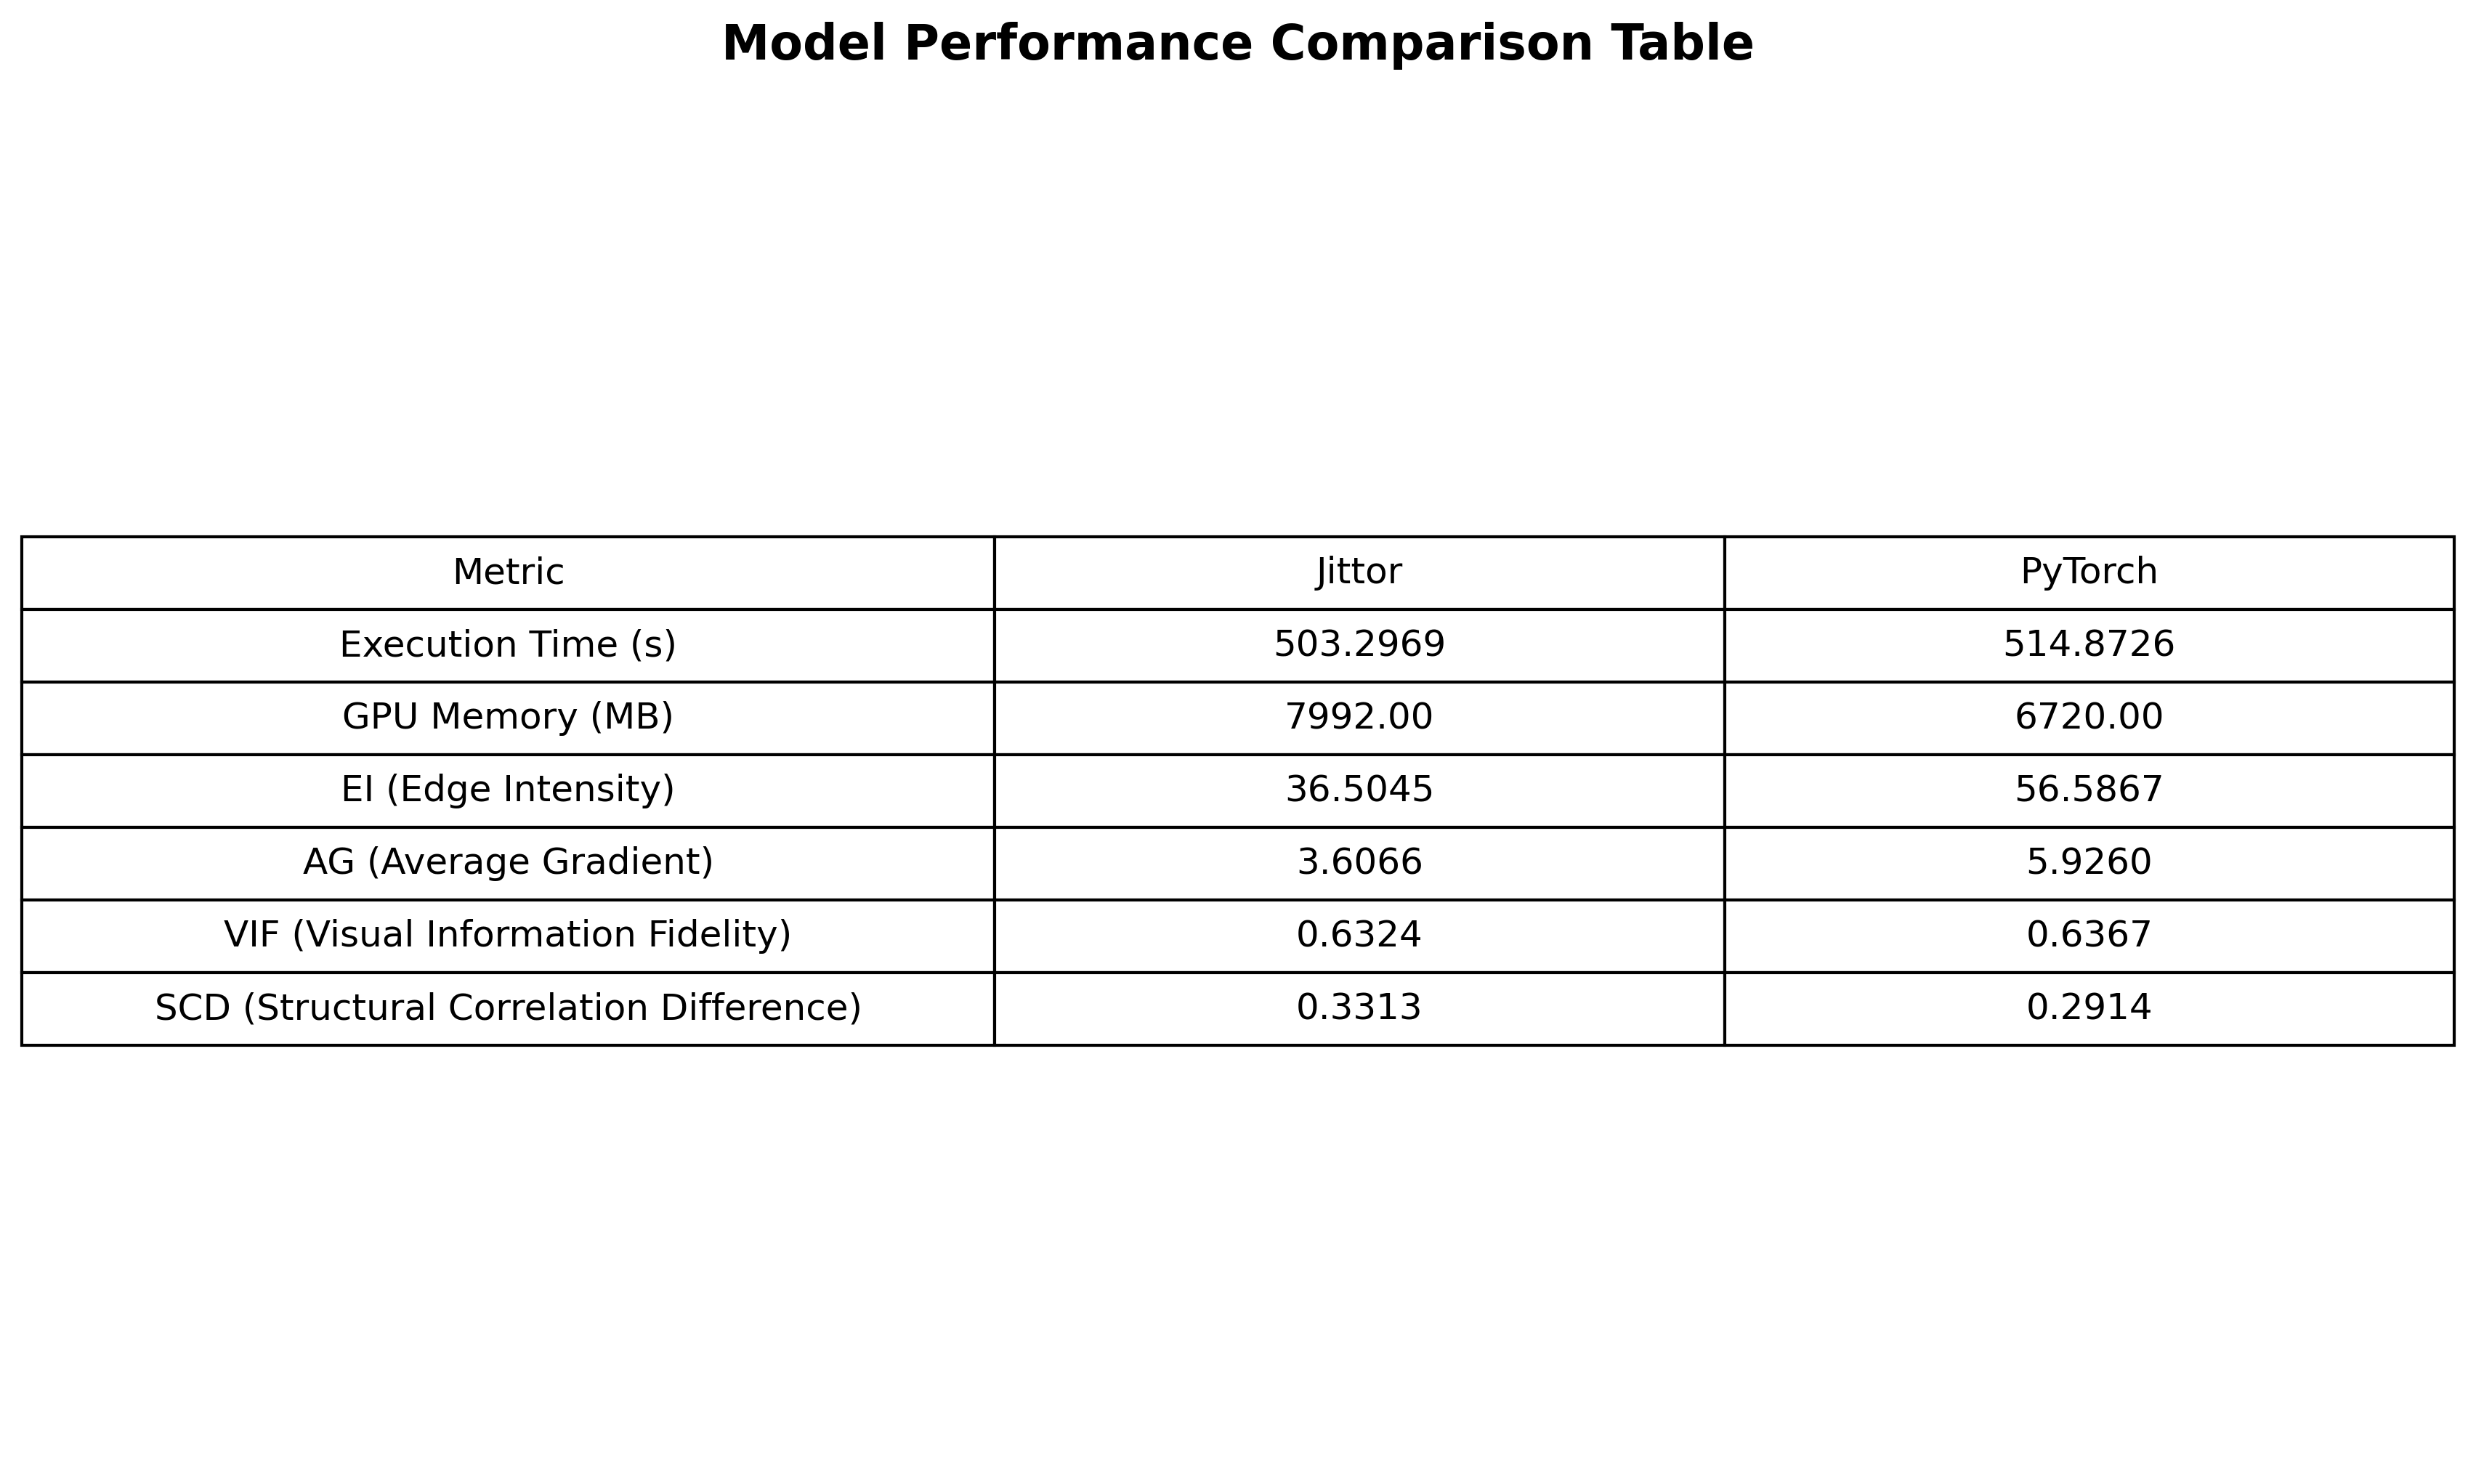 Model Performance Comparison Table
Metric Jittor PyTorch
Execution Time (s) 503.2969 514.8726
GPU Memory (MB) 7992.00 6720.00
EI (Edge Intensity) 36.5045 56.5867
AG (Average Gradient) 3.6066 5.9260
VIF (Visual Information Fidelity) 0.6324 0.6367
SCD (Structural Correlation Difference) 0.3313 0.2914